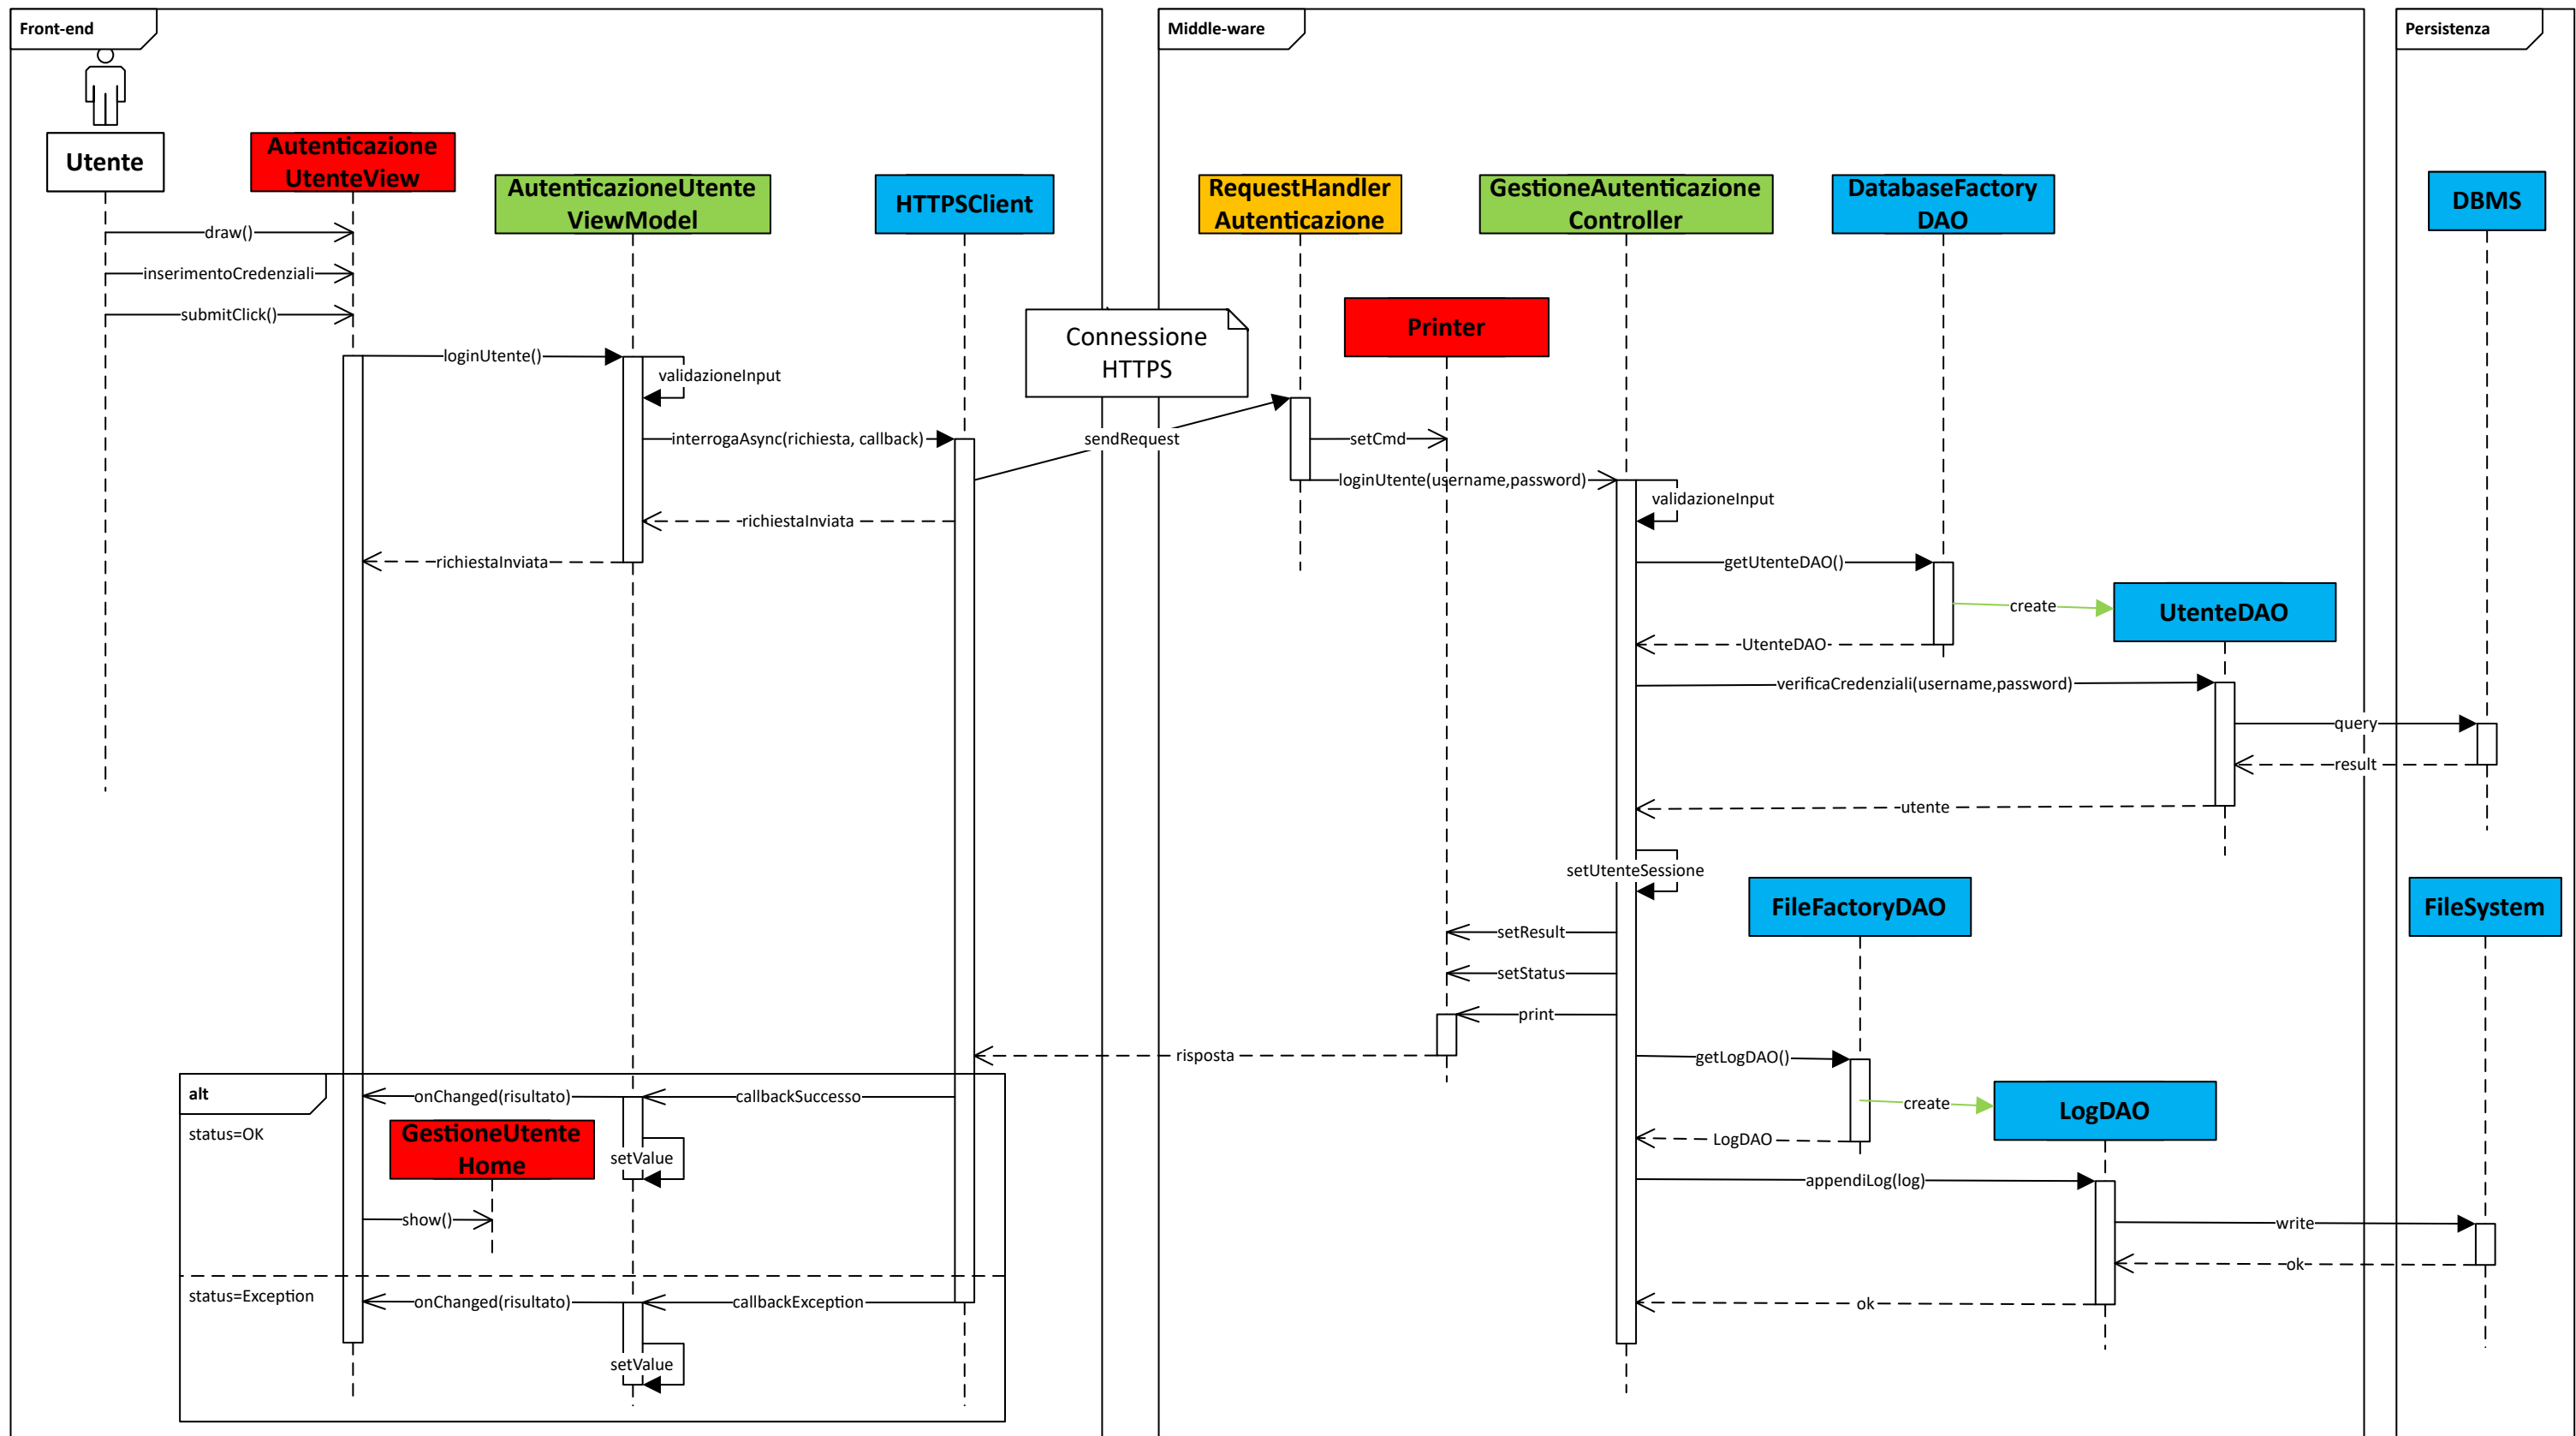 Front-end
Middle-ware
Persistenza
Utente
Autenticazione
UtenteView
AutenticazioneUtente
ViewModel
HTTPSClient
RequestHandler
Autenticazione
GestioneAutenticazione
Controller
DatabaseFactory
DAO
DBMS
draw()
inserimentoCredenziali
submitClick()
Connessione
HTTPS
Printer
loginUtente()
validazioneInput
interrogaAsync(richiesta, callback)
sendRequest
setCmd
loginUtente(username,password)
validazioneInput
richiestaInviata
richiestaInviata
getUtenteDAO()
create
UtenteDAO
UtenteDAO
verificaCredenziali(username,password)
query
result
utente
setUtenteSessione
FileFactoryDAO
FileSystem
setResult
setStatus
print
risposta
getLogDAO()
alt
onChanged(risultato)
callbackSuccesso
create
LogDAO
status=OK
GestioneUtente
Home
setValue
LogDAO
appendiLog(log)
show()
write
ok
status=Exception
onChanged(risultato)
callbackException
ok
setValue